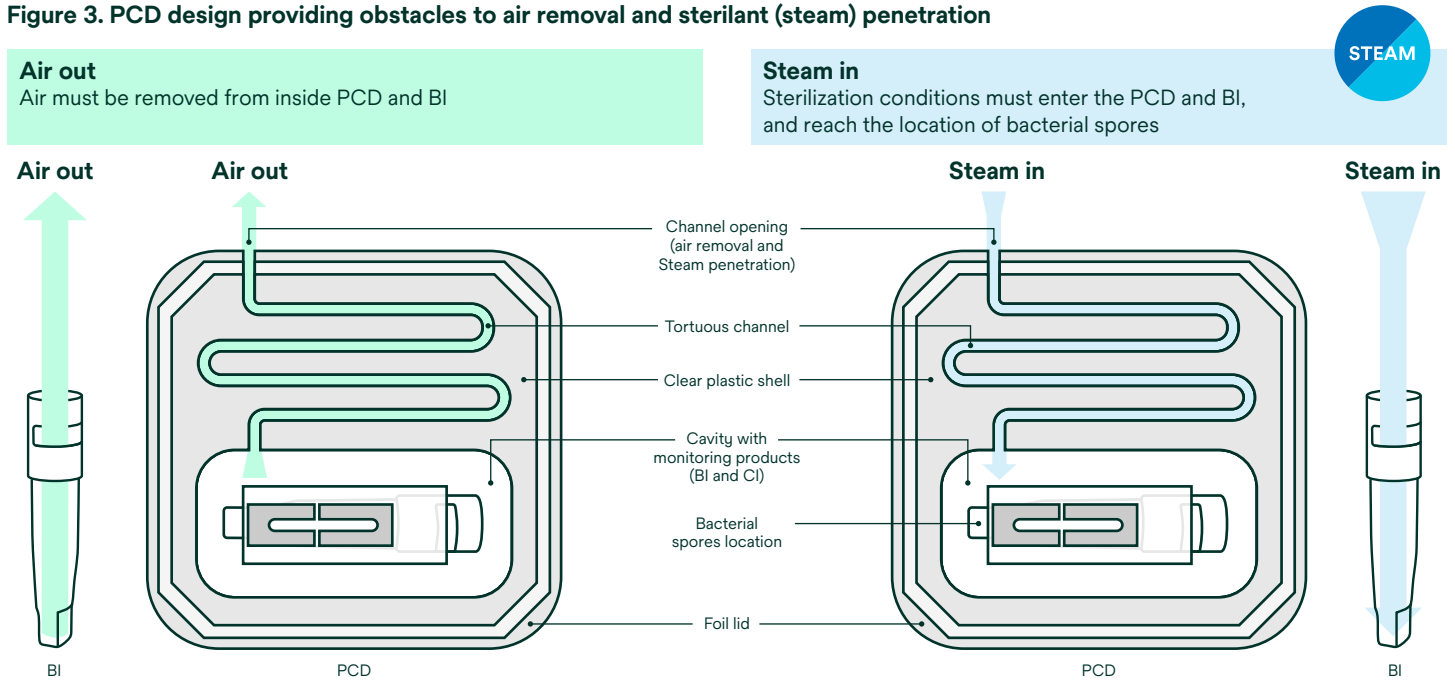 Figure 3. PCD design providing obstacles to air removal and sterilant (steam) penetration
STEAM
Air out
Air must be removed from inside PCD and BI
Steam in
Sterilization conditions must enter the PCD and BI,
and reach the location of bacterial spores
Air out
Air out
Steam in
Steam in
Channel opening
(air removal and
Steam penetration)
Tortuous channel
Clear plastic shell
Cavity with
monitoring products
(BI and CI)
Bacterial
spores location
Foil lid
BI
PCD
PCD
BI